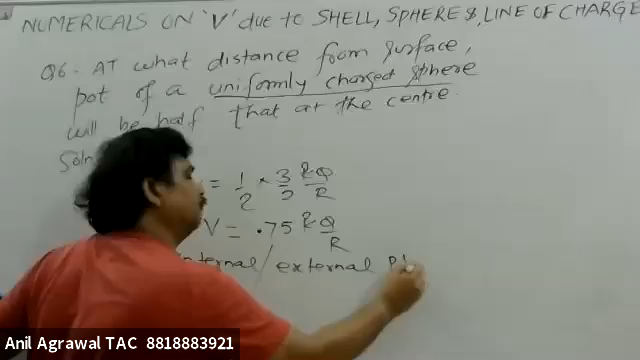 NUMERICALS ON 'V' due to SHELL, SPHERE &, LINE OF CHARGE
Q6. AT what distance from surface,
pot of a uniformly charged sphere
will be half that at the centre.
Soln
= 1/2 × 3/2 kQ/R
V = .75 kQ/R
internal/external
Anil Agrawal TAC 8818883921